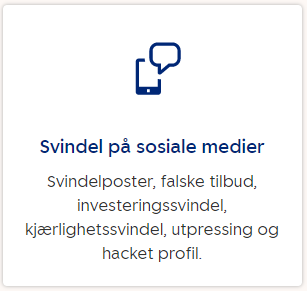 Svindel på sosiale medier
Svindelposter, falske tilbud,
investeringssvindel,
kjærlighetssvindel, utpressing og
hacket profil.